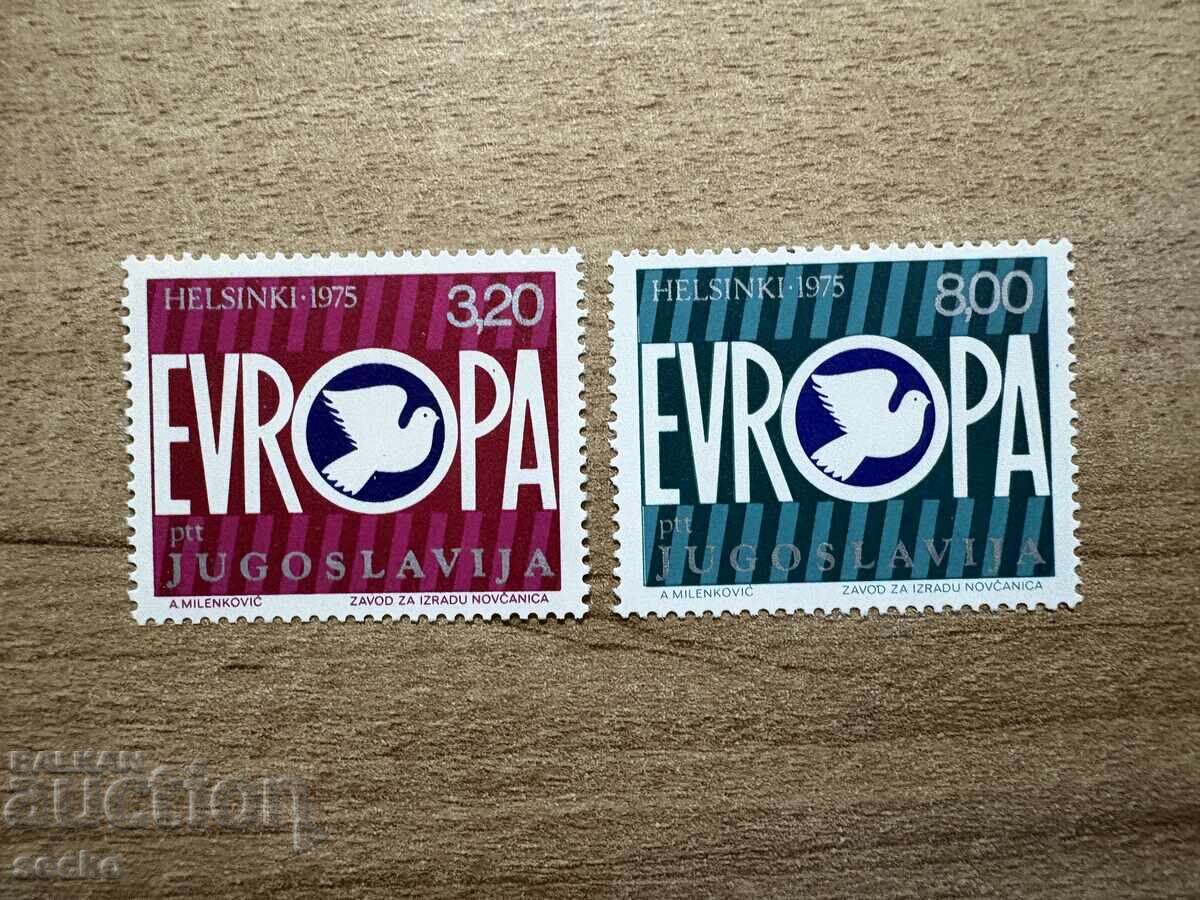 HELSINKI·1975 3,20
EVROPA
ptt
JUGOSLAVIJA
A.MILENKOVIĆ ZAVOD ZA IZRADU NOVČANICA
HELSINKI·1975 8,00
EVROPA
ptt
JUGOSLAVIJA
A.MILENKOVIĆ ZAVOD ZA IZRADU NOVČANICA
BALKAN
auction
secko